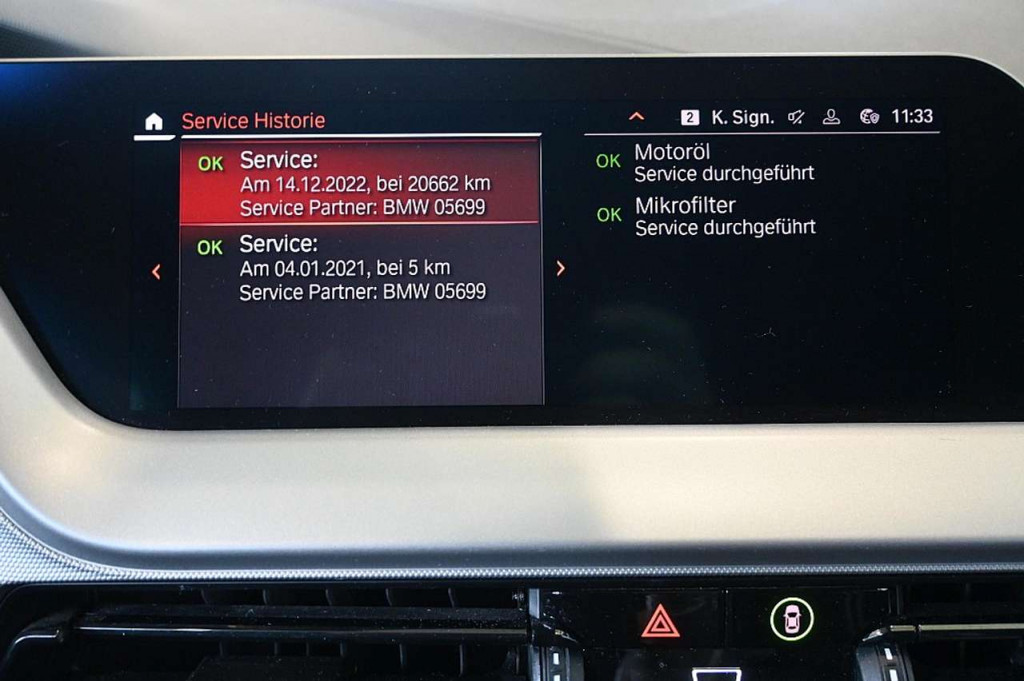 Service Historie
2 K. Sign. 11:33
OK Service:
Am 14.12.2022, bei 20662 km
Service Partner: BMW 05699
OK Service:
Am 04.01.2021, bei 5 km
Service Partner: BMW 05699
OK Motoröl
Service durchgeführt
OK Mikrofilter
Service durchgeführt